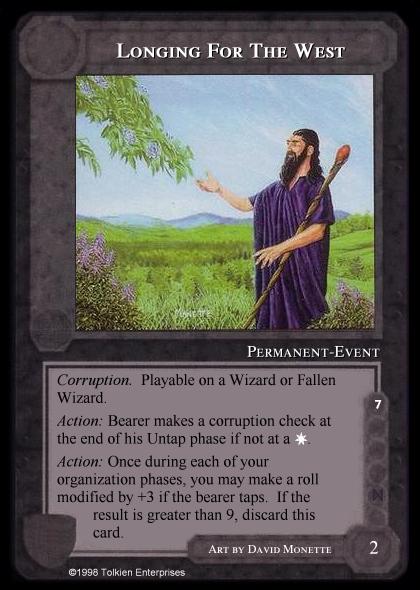 LONGING FOR THE WEST
MONETTE
PERMANENT-EVENT
Corruption. Playable on a Wizard or Fallen
Wizard.
7
Action: Bearer makes a corruption check at
the end of his Untap phase if not at a ✷.
Action: Once during each of your
organization phases, you may make a roll
modified by +3 if the bearer taps. If the
result is greater than 9, discard this
card.
N
ART BY DAVID MONETTE
2
©1998 Tolkien Enterprises